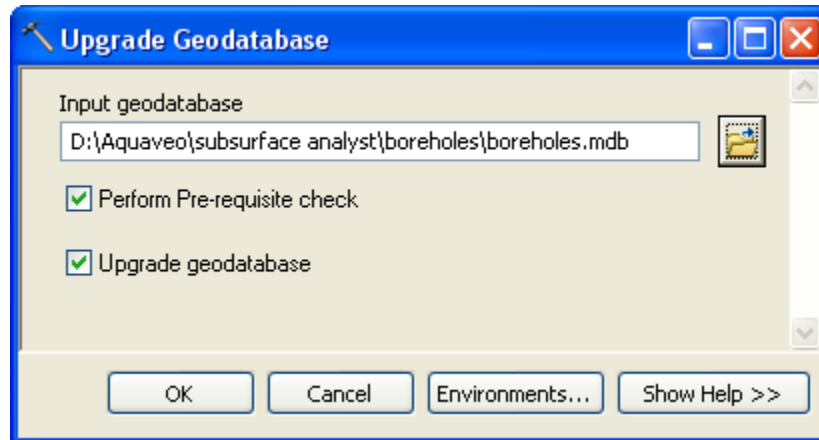 Upgrade Geodatabase
Input geodatabase
D:\Aquaveo\subsurface analyst\boreholes\boreholes.mdb
Perform Pre-requisite check
Upgrade geodatabase
OK Cancel Environments... Show Help >>